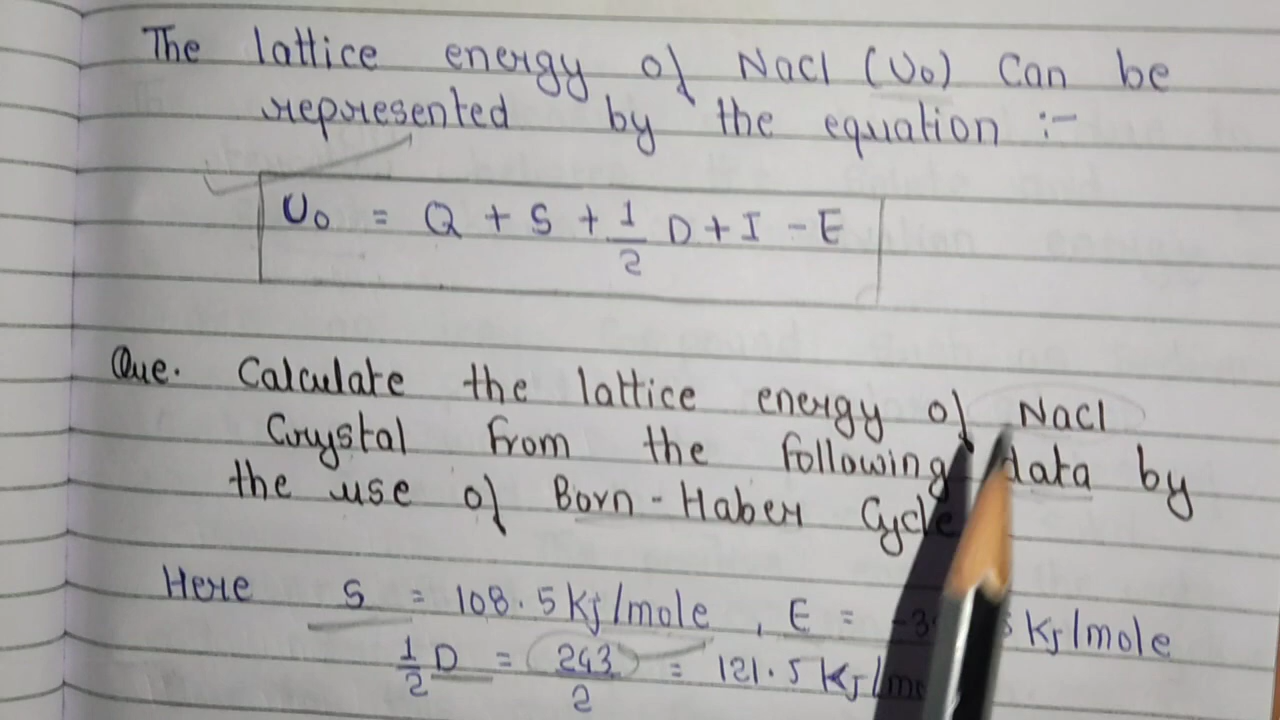 The lattice energy of Nacl (U₀) can be
represented by the equation :-
U₀ = Q + S + 1/2 D + I - E
Que. Calculate the lattice energy of Nacl
Crystal from the following data by
the use of Born-Haber Cycle
Here S = 108.5 Kj/mole , E = Kj/mole
1/2 D = 243/2 = 121.5 Kj/